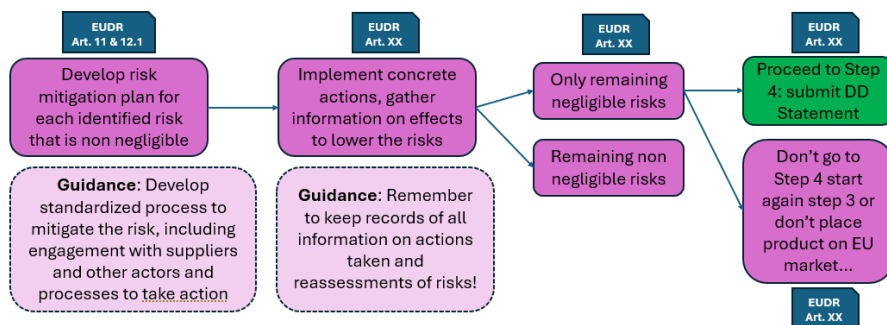 EUDR
Art. 11 & 12.1
Develop risk
mitigation plan for
each identified risk
that is non negligible
Guidance: Develop
standardized process to
mitigate the risk, including
engagement with suppliers
and other actors and
processes to take action
EUDR
Art. XX
Implement concrete
actions, gather
information on effects
to lower the risks
Guidance: Remember
to keep records of all
information on actions
taken and
reassessments of risks!
EUDR
Art. XX
Only remaining
negligible risks
Remaining non
negligible risks
EUDR
Art. XX
Proceed to Step
4: submit DD
Statement
Don’t go to
Step 4 start
again step 3 or
don’t place
product on EU
market...
EUDR
Art. XX